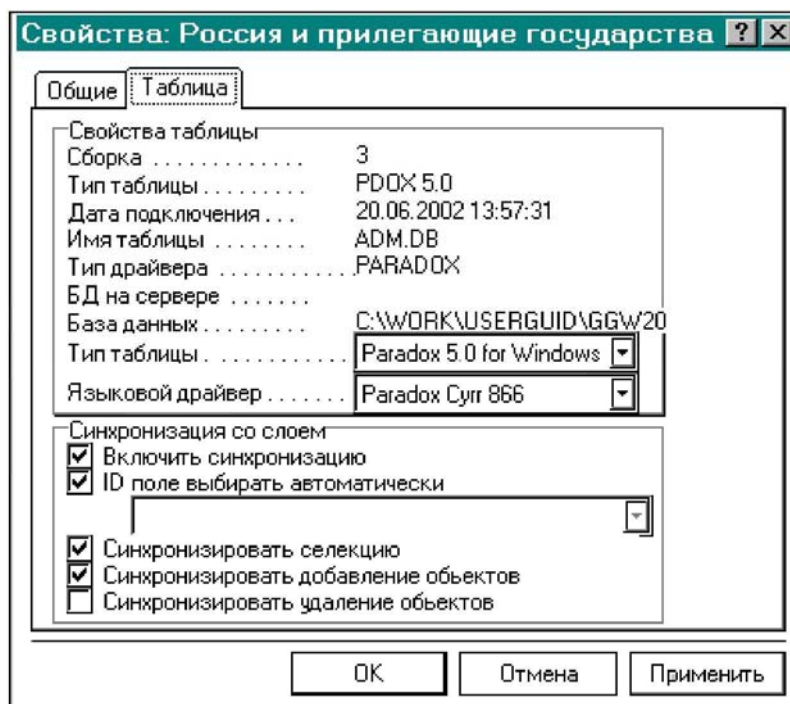 Свойства: Россия и прилегающие государства
Общие Таблица
Свойства таблицы
Сборка ............. 3
Тип таблицы ......... PDOX 5.0
Дата подключения ... 20.06.2002 13:57:31
Имя таблицы ........ ADM.DB
Тип драйвера ............ PARADOX
БД на сервере .......
База данных ......... C:\WORK\USERGUID\GGW20
Тип таблицы ............ Paradox 5.0 for Windows
Языковой драйвер ....... Paradox Cyrr 866
Синхронизация со слоем
Включить синхронизацию
ID поле выбирать автоматически
Синхронизировать селекцию
Синхронизировать добавление обьектов
Синхронизировать удаление обьектов
OK Отмена Применить